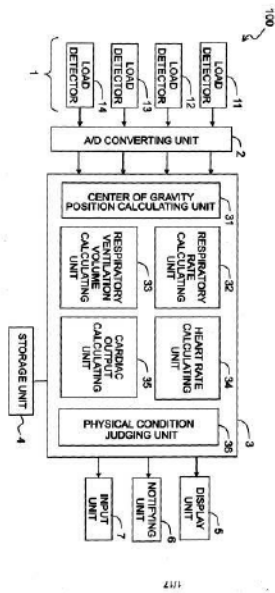 100
1
LOAD
DETECTOR
11
LOAD
DETECTOR
12
LOAD
DETECTOR
13
LOAD
DETECTOR
14
A/D CONVERTING UNIT
2
3
CENTER OF GRAVITY
POSITION CALCULATING UNIT
31
RESPIRATORY
RATE
CALCULATING
UNIT
32
RESPIRATORY
VENTILATION
VOLUME
CALCULATING
UNIT
33
HEART RATE
CALCULATING
UNIT
34
CARDIAC
OUTPUT
CALCULATING
UNIT
35
PHYSICAL CONDITION
JUDGING UNIT
36
STORAGE UNIT
4
DISPLAY
UNIT
5
NOTIFYING
UNIT
6
INPUT
UNIT
7
1/17